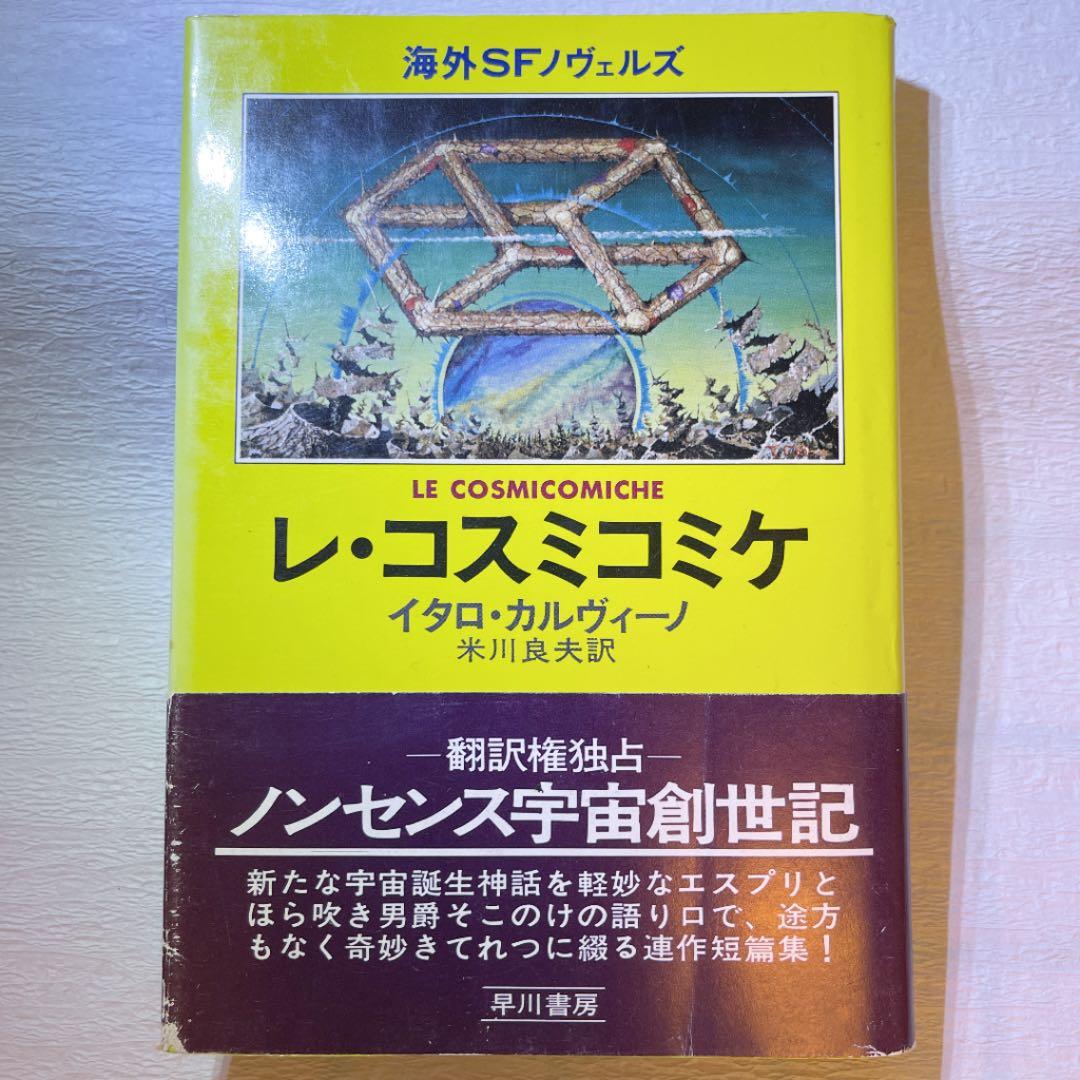 海外SFノヴェルズ
LE COSMICOMICHE
レ・コスミコミケ
イタロ・カルヴィーノ
米川良夫訳
―翻訳権独占―
ノンセンス宇宙創世記
新たな宇宙誕生神話を軽妙なエスプリと
ほら吹き男爵そこのけの語り口で、途方
もなく奇妙きてれつに綴る連作短篇集!
早川書房